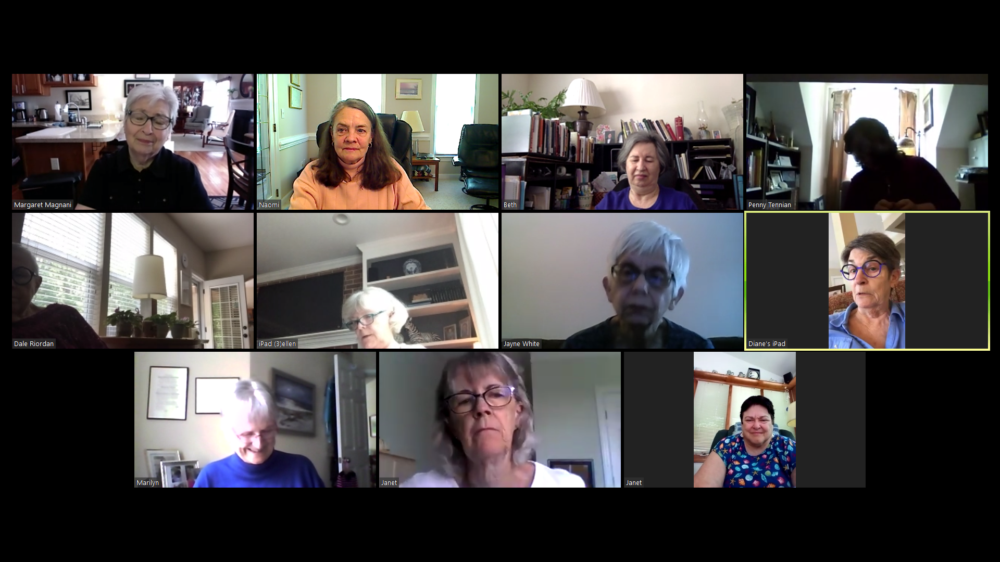 Margaret Magnani
Naomi
Beth
Penny Tennian
Dale Riordan
iPad (3)ellen
Jayne White
Diane's iPad
Marilyn
Janet
Janet